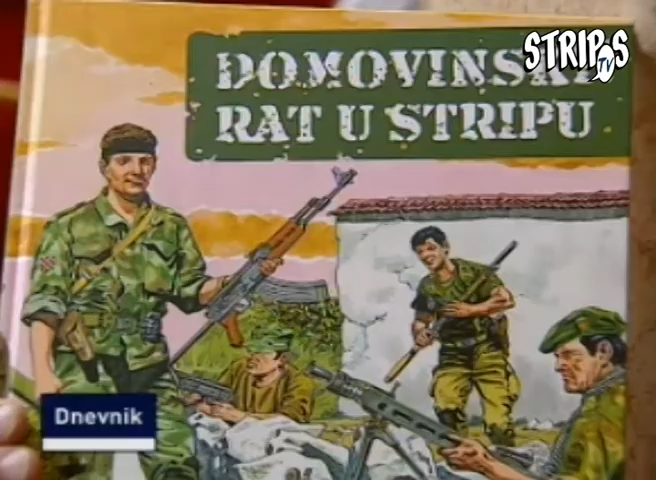 STRIPOS
TV
DOMOVINSKI
RAT U STRIPU
Dnevnik